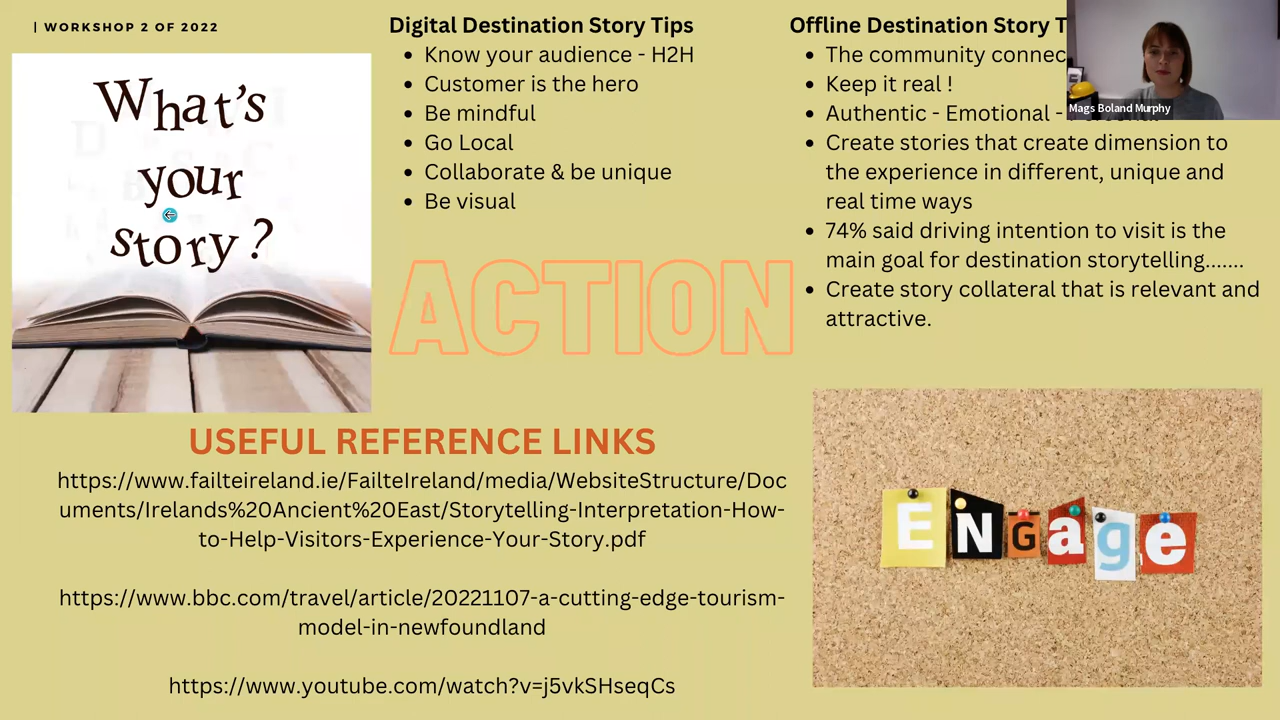 | WORKSHOP 2 OF 2022
What's
your
story?
Digital Destination Story Tips
• Know your audience - H2H
• Customer is the hero
• Be mindful
• Go Local
• Collaborate & be unique
• Be visual
Offline Destination Story
• The community
• Keep it real !
• Authentic - Emotional -
• Create stories that create dimension to
the experience in different, unique and
real time ways
• 74% said driving intention to visit is the
main goal for destination storytelling.......
• Create story collateral that is relevant and
attractive.
Mags Boland Murphy
ACTION
USEFUL REFERENCE LINKS
https://www.failteireland.ie/FailteIreland/media/WebsiteStructure/Doc
uments/Irelands%20Ancient%20East/Storytelling-Interpretation-How-
to-Help-Visitors-Experience-Your-Story.pdf
https://www.bbc.com/travel/article/20221107-a-cutting-edge-tourism-
model-in-newfoundland
https://www.youtube.com/watch?v=j5vkSHseqCs
ENGage